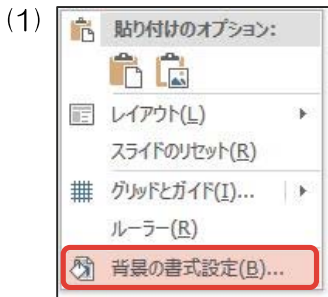 (1)
貼り付けのオプション:
レイアウト(L)
スライドのリセット(R)
グリッドとガイド(I)...
ルーラー(R)
背景の書式設定(B)...